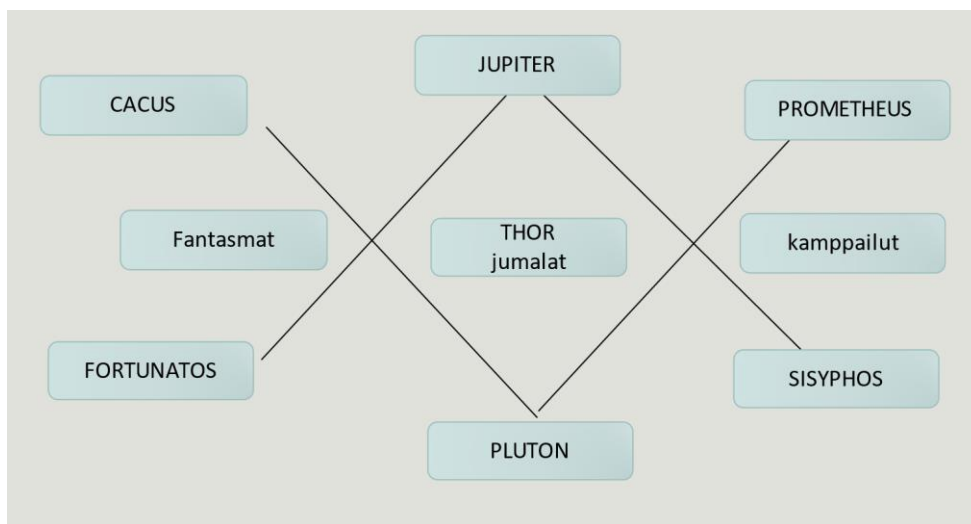 JUPITER
CACUS
PROMETHEUS
Fantasmat
THOR
jumalat
kamppailut
FORTUNATOS
SISYPHOS
PLUTON